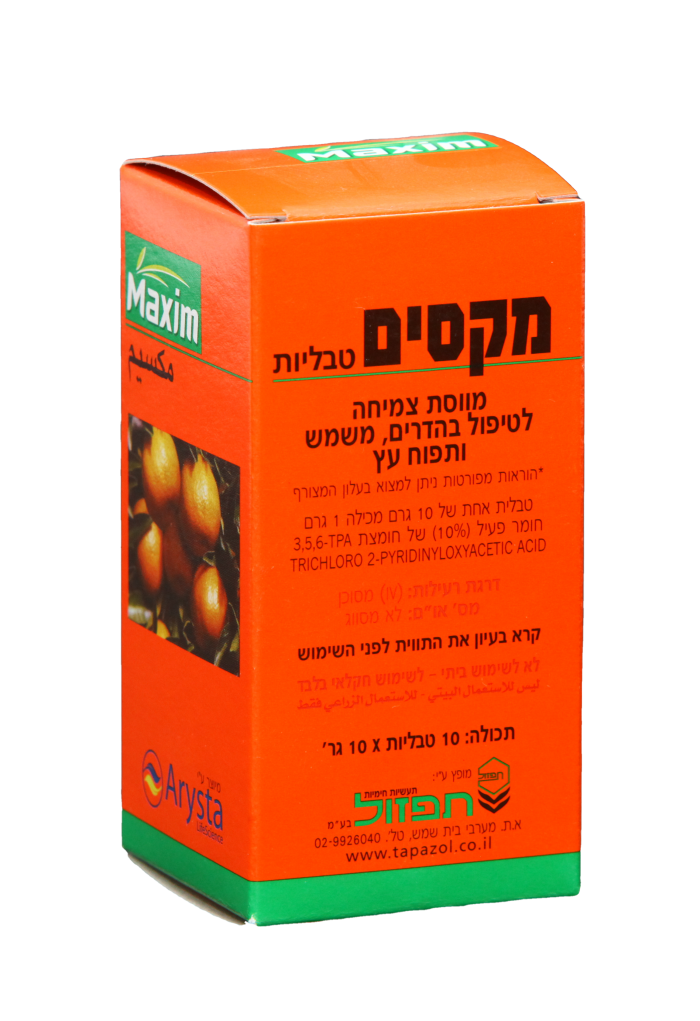 Maxim
Maxim
مكسيم
מיוצר ע"י
Arysta
LifeScience
מקסים טבליות
מווסת צמיחה
לטיפול בהדרים, משמש
ותפוח עץ
*הוראות מפורטות ניתן למצוא בעלון המצורף
טבלית אחת של 10 גרם מכילה 1 גרם
חומר פעיל (10%) של חומצת 3,5,6-TPA
TRICHLORO 2-PYRIDINYLOXYACETIC ACID
דרגת רעילות: (IV) מסוכן
מס' או"ם: לא מסווג
קרא בעיון את התווית לפני השימוש
לא לשימוש ביתי – לשימוש חקלאי בלבד
ليس للاستعمال البيتي - للاستعمال الزراعي فقط
תכולה: 10 טבליות X 10 גר'
מופץ ע"י:
תפזול
תעשיות חימיות
תפזול בע"מ
א.ת. מערבי בית שמש, טל'. 02-9926040
www.tapazol.co.il